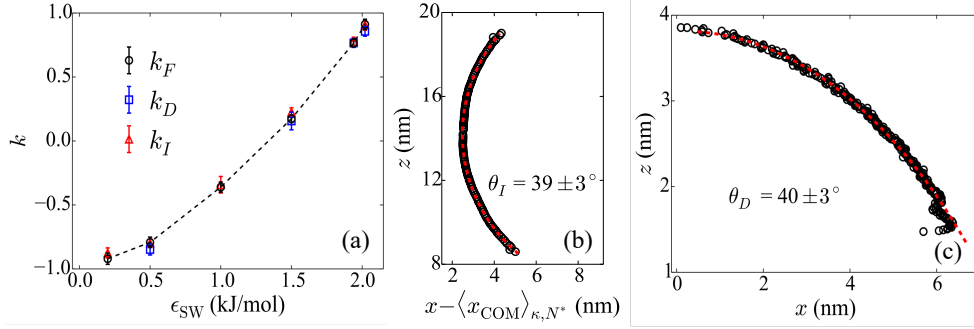 1.0
0.5
0.0
−0.5
−1.0
k
k_F
k_D
k_I
(a)
0.0 0.5 1.0 1.5 2.0
ϵ_SW (kJ/mol)
20
16
12
8
z (nm)
θ_I = 39 ±3°
(b)
2 4 6 8
x−⟨x_COM⟩_κ,N* (nm)
4
3
2
1
z (nm)
θ_D = 40 ±3°
(c)
0 2 4 6
x (nm)